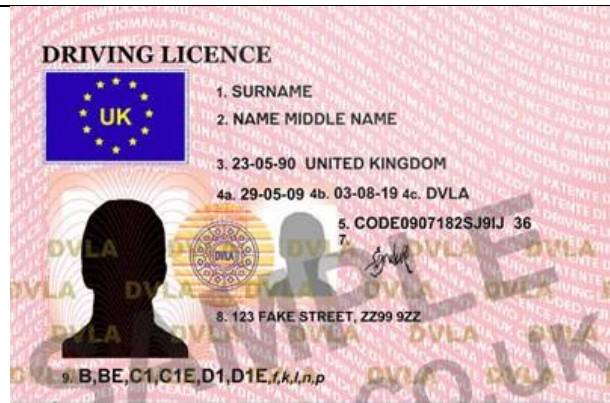 DRIVING LICENCE
UK
1. SURNAME
2. NAME MIDDLE NAME
3. 23-05-90 UNITED KINGDOM
4a. 29-05-09 4b. 03-08-19 4c. DVLA
5. CODE0907182SJ9IJ 36
7.
DVLA
DVLA
8. 123 FAKE STREET, ZZ99 9ZZ
9. B,BE,C1,C1E,D1,D1E,f,k,l,n,p
SAMPLE
CO.UK